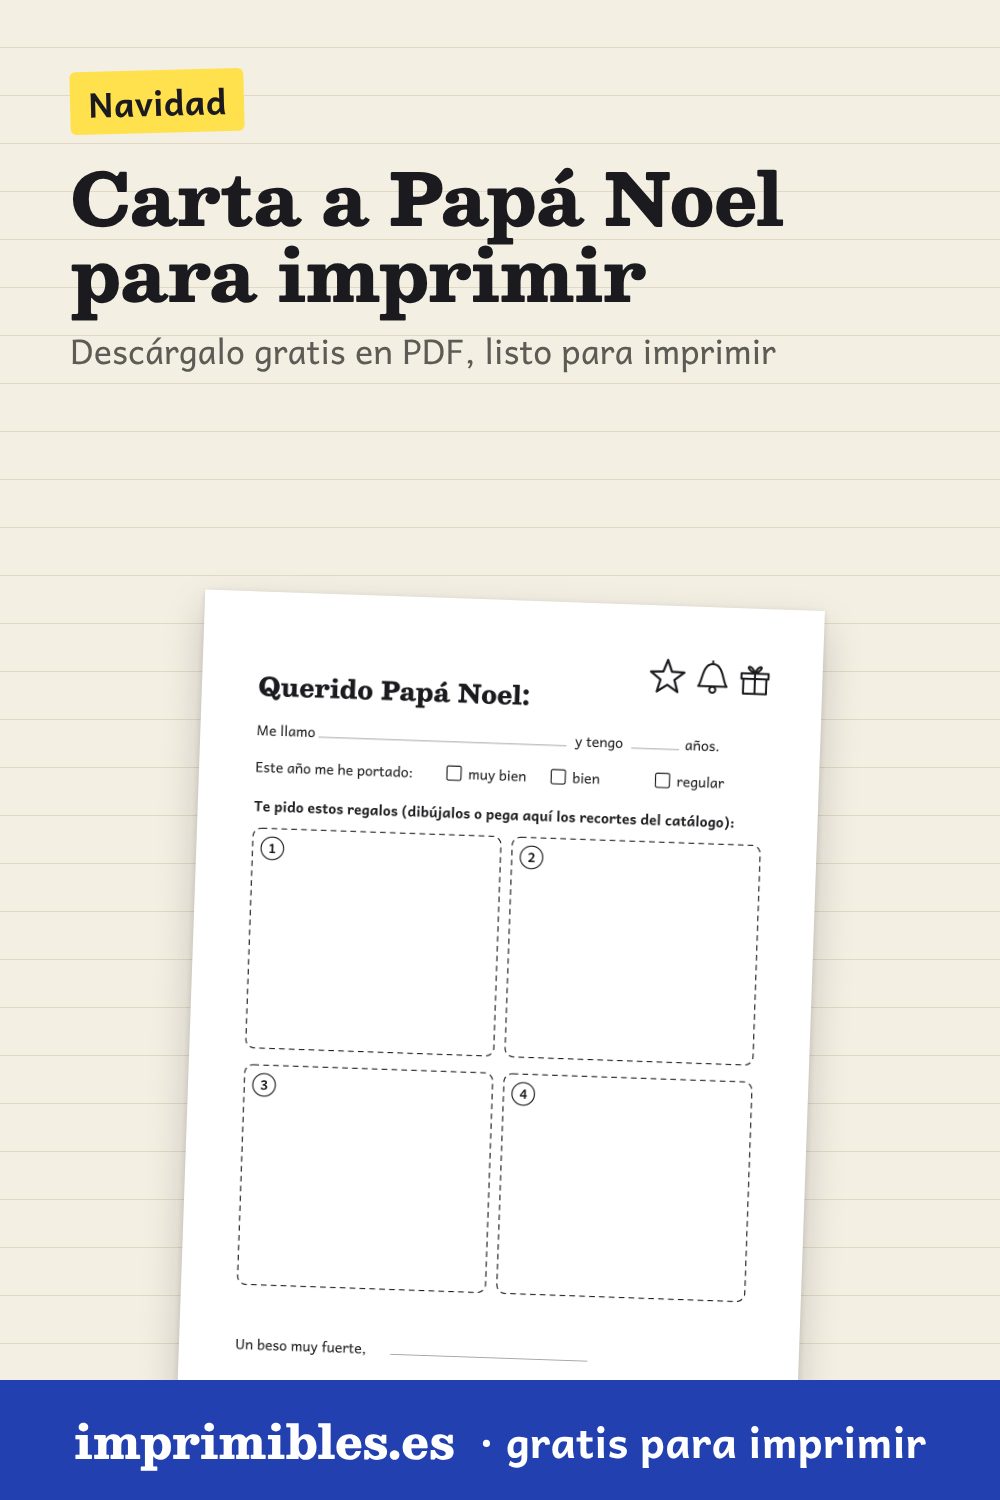 Navidad
Carta a Papá Noel
para imprimir
Descárgalo gratis en PDF, listo para imprimir
Querido Papá Noel:
Me llamo y tengo años.
Este año me he portado: muy bien bien regular
Te pido estos regalos (dibújalos o pega aquí los recortes del catálogo):
1 2
3 4
Un beso muy fuerte,
imprimibles.es · gratis para imprimir